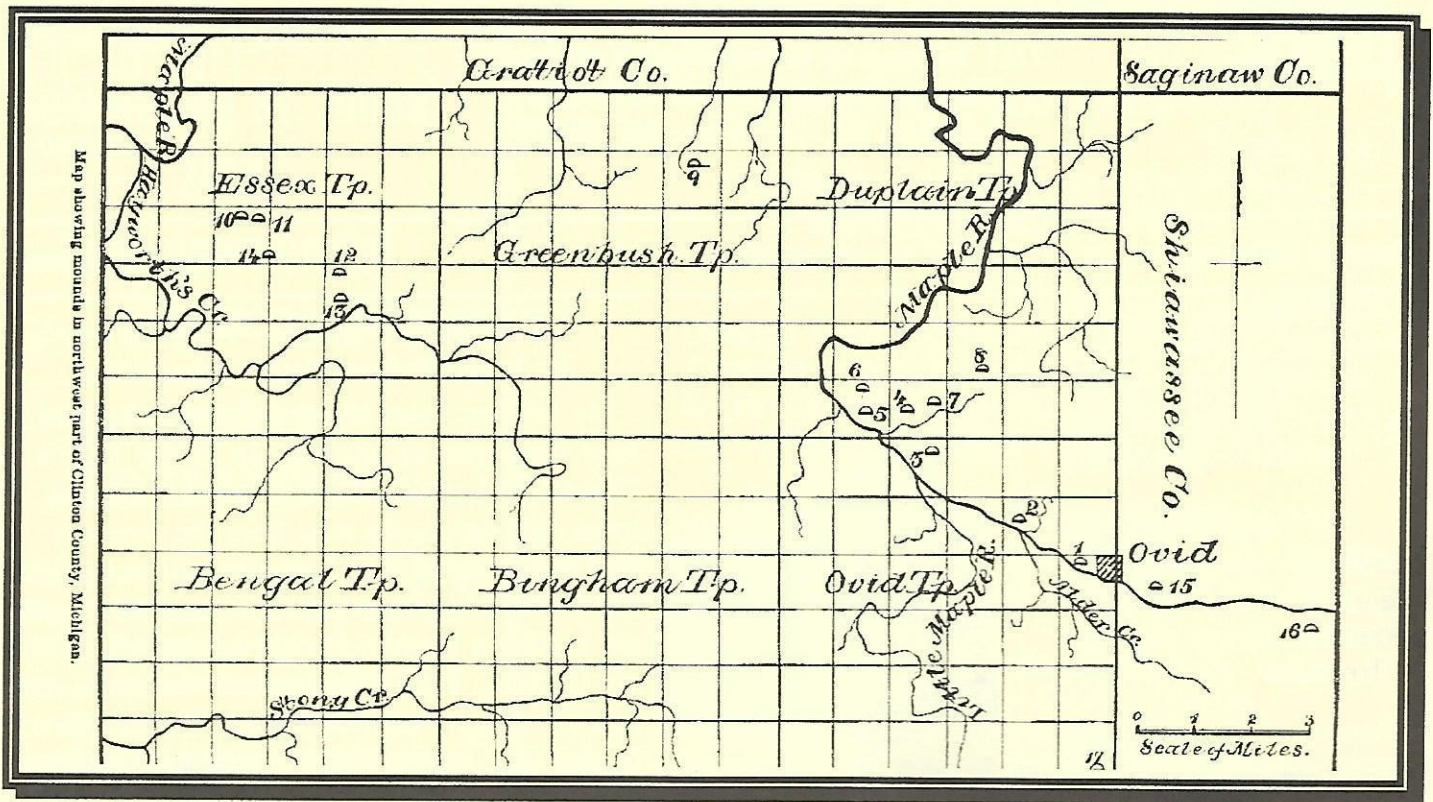 Gratiot Co.
Saginaw Co.
Maple R.
Hayworth's Cr.
Essex Tp.
10
11
14
12
13
Greenbush Tp.
9
Duplain Tp.
Maple R.
Shiawassee Co.
6
5
4
7
8
3
2
1
Ovid
15
16
Bengal Tp.
Bingham Tp.
Ovid Tp.
Little Maple R.
Stony Cr.
Cr.
0 1 2 3
Scale of Miles.
Map showing mounds in northwest part of Clinton County, Michigan.